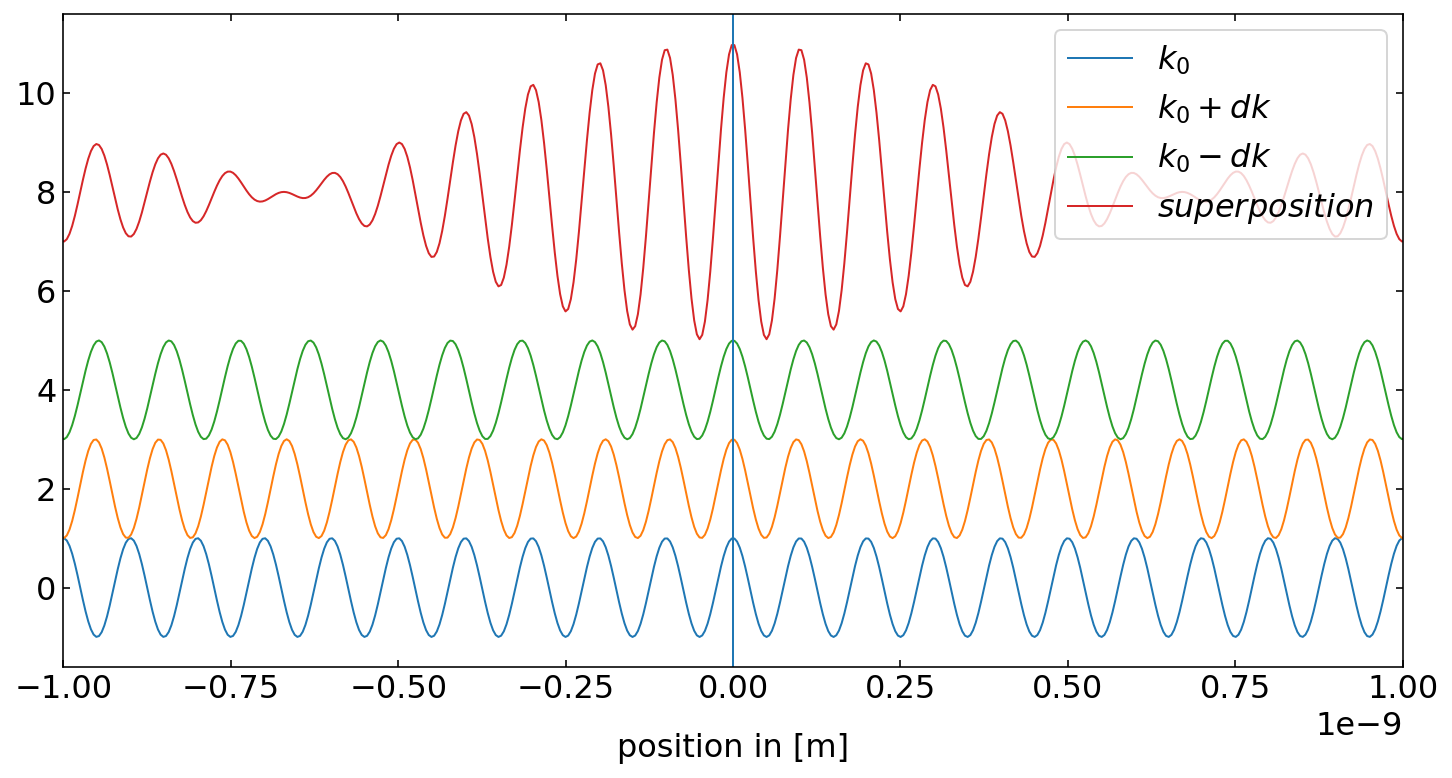 10
8
6
4
2
0
k₀
k₀ + dk
k₀ − dk
superposition
−1.00 −0.75 −0.50 −0.25 0.00 0.25 0.50 0.75 1.00
1e−9
position in [m]